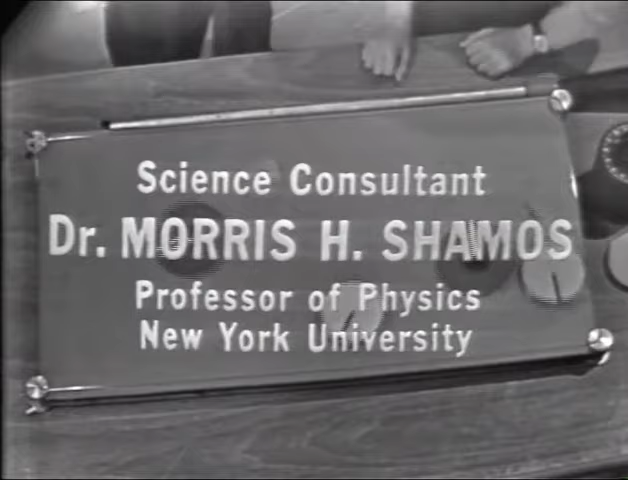 Science Consultant
Dr. MORRIS H. SHAMOS
Professor of Physics
New York University